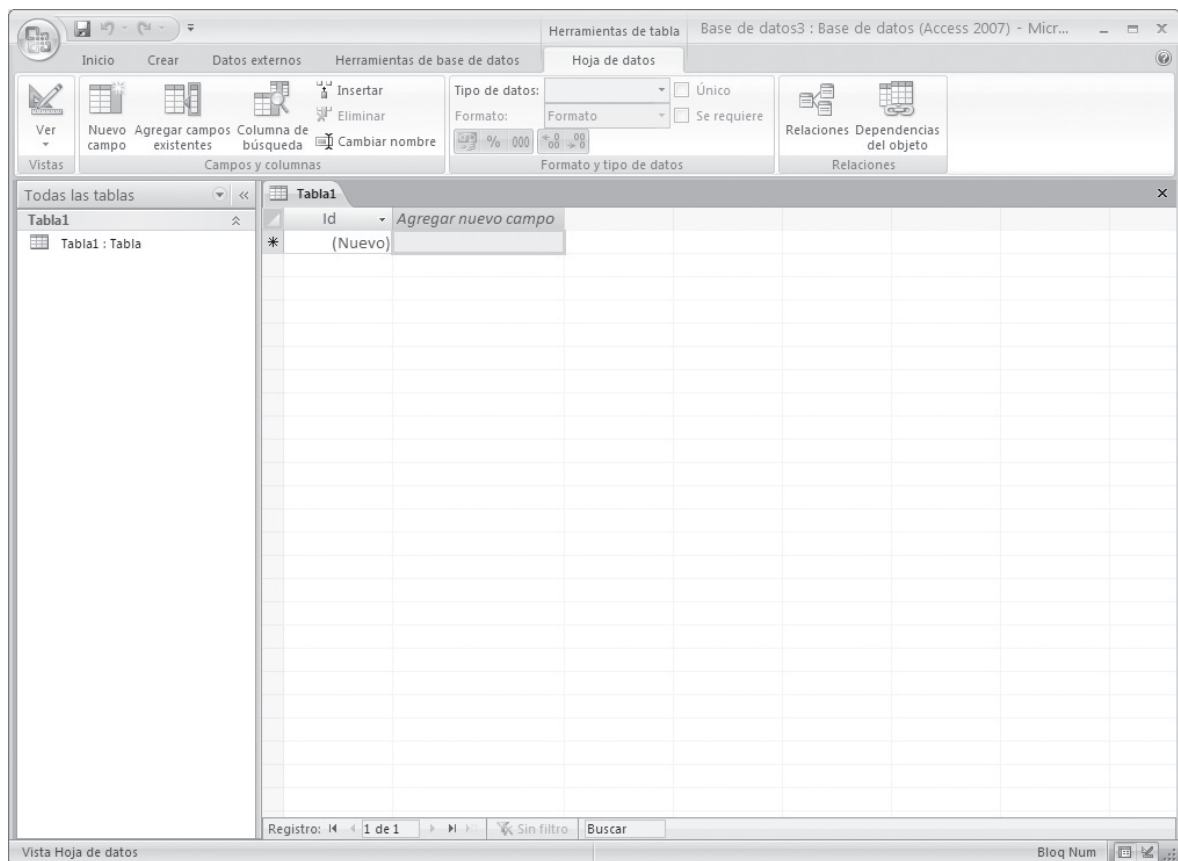 Herramientas de tabla Base de datos3 : Base de datos (Access 2007) - Micr...
Inicio Crear Datos externos Herramientas de base de datos Hoja de datos
Ver
Nuevo campo
Agregar campos existentes
Columna de búsqueda
Insertar
Eliminar
Cambiar nombre
Tipo de datos:
Único
Formato: Formato
Se requiere
% 000
Relaciones
Dependencias del objeto
Vistas Campos y columnas Formato y tipo de datos Relaciones
Todas las tablas
Tabla1
Tabla1 : Tabla
Tabla1
Id Agregar nuevo campo
(Nuevo)
Registro: 1 de 1 Sin filtro Buscar
Vista Hoja de datos Bloq Num